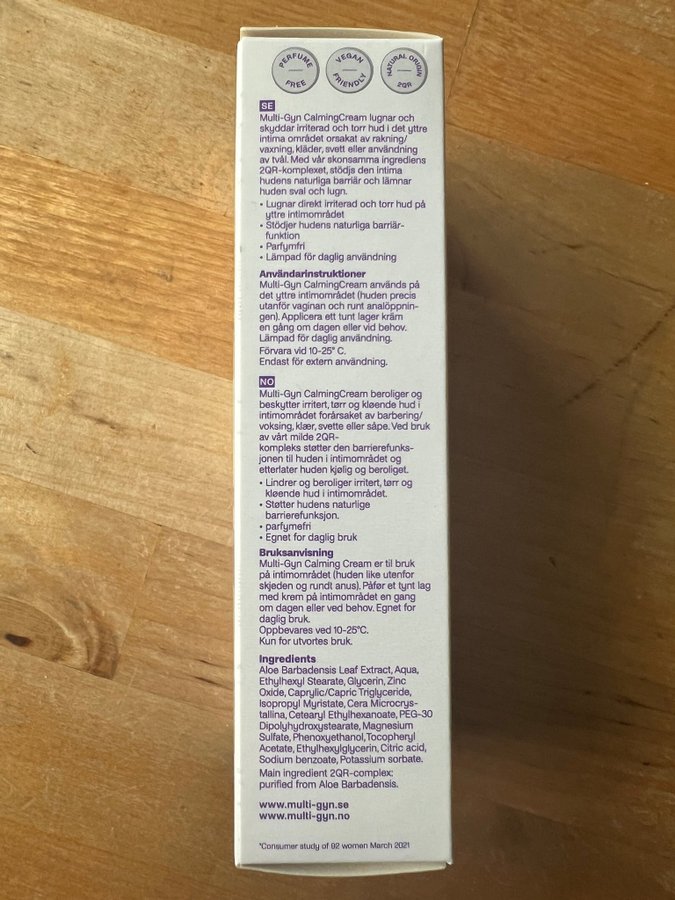 PERFUME FREE
VEGAN FRIENDLY
NATURAL ORIGIN 2QR
SE
Multi-Gyn CalmingCream lugnar och
skyddar irriterad och torr hud i det yttre
intima området orsakat av rakning/
vaxning, kläder, svett eller användning
av tvål. Med vår skonsamma ingrediens
2QR-komplexet, stödjs den intima
hudens naturliga barriär och lämnar
huden sval och lugn.
• Lugnar direkt irriterad och torr hud på
yttre intimområdet
• Stödjer hudens naturliga barriär-
funktion
• Parfymfri
• Lämpad för daglig användning
Användarinstruktioner
Multi-Gyn CalmingCream används på
det yttre intimområdet (huden precis
utanför vaginan och runt analöppnin-
gen). Applicera ett tunt lager kräm
en gång om dagen eller vid behov.
Lämpad för daglig användning.
Förvara vid 10-25° C.
Endast för extern användning.
NO
Multi-Gyn CalmingCream beroliger og
beskytter irritert, tørr og kløende hud i
intimområdet forårsaket av barbering/
voksing, klær, svette eller såpe. Ved bruk
av vårt milde 2QR-
kompleks støtter den barrierefunks-
jonen til huden i intimområdet og
etterlater huden kjølig og beroliget.
• Lindrer og beroliger irritert, tørr og
kløende hud i intimområdet.
• Støtter hudens naturlige
barrierefunksjon.
• parfymefri
• Egnet for daglig bruk
Bruksanvisning
Multi-Gyn Calming Cream er til bruk
på intimområdet (huden like utenfor
skjeden og rundt anus). Påfør et tynt lag
med krem på intimområdet en gang
om dagen eller ved behov. Egnet for
daglig bruk.
Oppbevares ved 10-25°C.
Kun for utvortes bruk.
Ingredients
Aloe Barbadensis Leaf Extract, Aqua,
Ethylhexyl Stearate, Glycerin, Zinc
Oxide, Caprylic/Capric Triglyceride,
Isopropyl Myristate, Cera Microcrys-
tallina, Cetearyl Ethylhexanoate, PEG-30
Dipolyhydroxystearate, Magnesium
Sulfate, Phenoxyethanol, Tocopheryl
Acetate, Ethylhexylglycerin, Citric acid,
Sodium benzoate, Potassium sorbate.
Main ingredient 2QR-complex:
purified from Aloe Barbadensis.
www.multi-gyn.se
www.multi-gyn.no
*Consumer study of 92 women March 2021